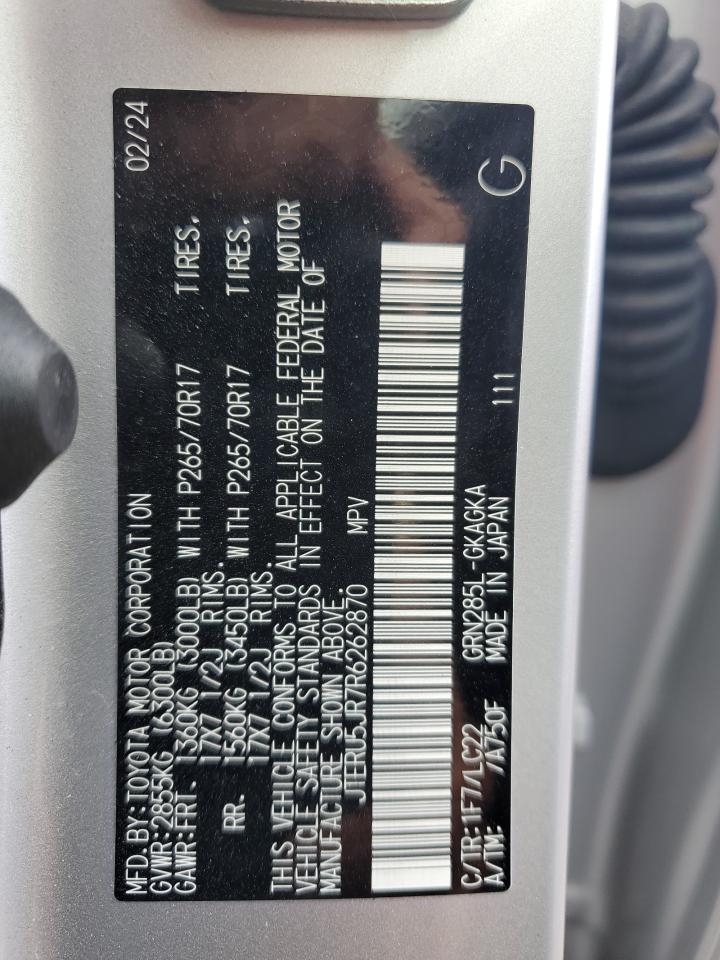 MFD.BY:TOYOTA MOTOR CORPORATION 02/24
GVWR:2855KG (6300LB)
GAWR:FRT. 1360KG (3000LB) WITH P265/70R17 TIRES,
17X7 1/2J RIMS.
RR. 1560KG (3450LB) WITH P265/70R17 TIRES,
17X7 1/2J RIMS.
THIS VEHICLE CONFORMS TO ALL APPLICABLE FEDERAL MOTOR
VEHICLE SAFETY STANDARDS IN EFFECT ON THE DATE OF
MANUFACTURE SHOWN ABOVE.
JTERU5JR7R6262870 MPV
C/TR:1F7/LC22 GRN285L-GKAGKA
A/TM: /A750F MADE IN JAPAN 111 G